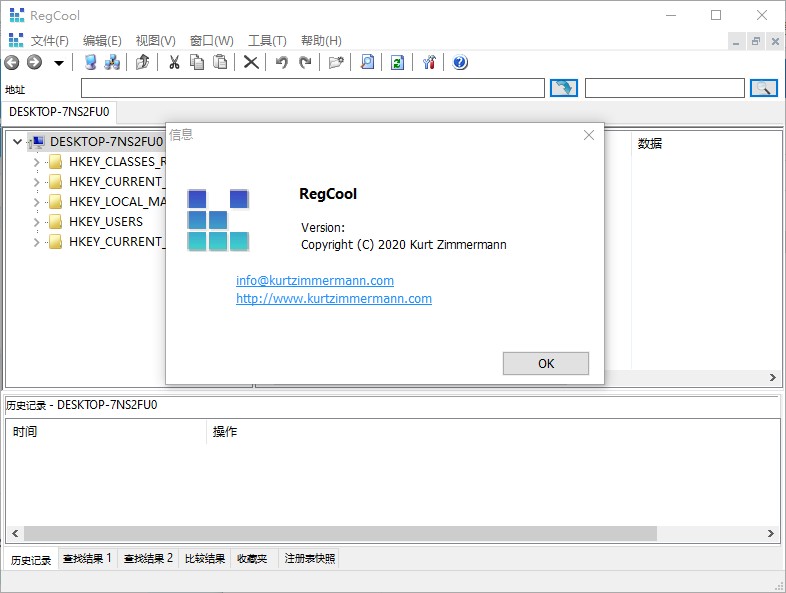 RegCool
文件(F) 编辑(E) 视图(V) 窗口(W) 工具(T) 帮助(H)
地址
DESKTOP-7NS2FU0
DESKTOP-7NS2FU0
HKEY_CLASSES_R
HKEY_CURRENT_
HKEY_LOCAL_MA
HKEY_USERS
HKEY_CURRENT_
数据
信息
RegCool
Version:
Copyright (C) 2020 Kurt Zimmermann
info@kurtzimmermann.com
http://www.kurtzimmermann.com
OK
历史记录 - DESKTOP-7NS2FU0
时间 操作
历史记录 查找结果 1 查找结果 2 比较结果 收藏夹 注册表快照